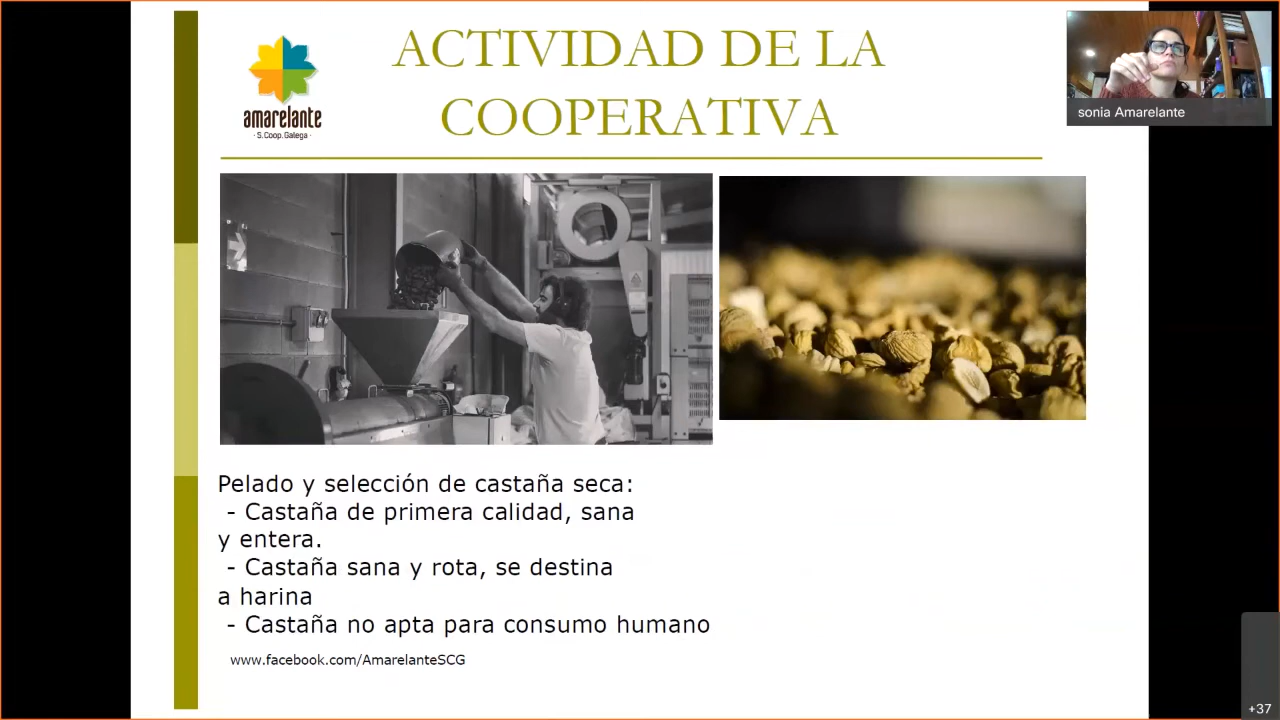 ACTIVIDAD DE LA
COOPERATIVA
amarelante
· S.Coop.Galega ·
sonia Amarelante
Pelado y selección de castaña seca:
- Castaña de primera calidad, sana
y entera.
- Castaña sana y rota, se destina
a harina
- Castaña no apta para consumo humano
www.facebook.com/AmarelanteSCG
+37